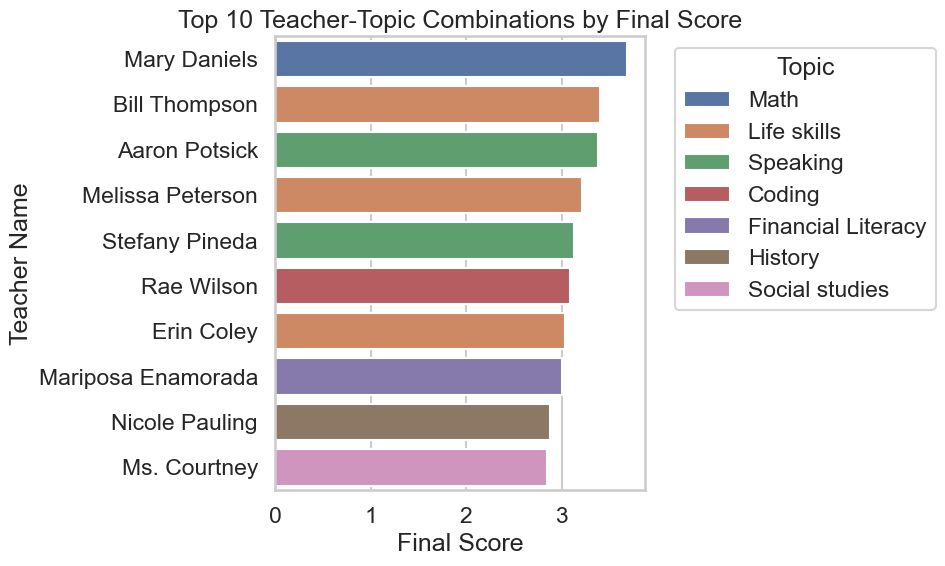 Top 10 Teacher-Topic Combinations by Final Score
Teacher Name
Mary Daniels
Bill Thompson
Aaron Potsick
Melissa Peterson
Stefany Pineda
Rae Wilson
Erin Coley
Mariposa Enamorada
Nicole Pauling
Ms. Courtney
0 1 2 3
Final Score
Topic
Math
Life skills
Speaking
Coding
Financial Literacy
History
Social studies